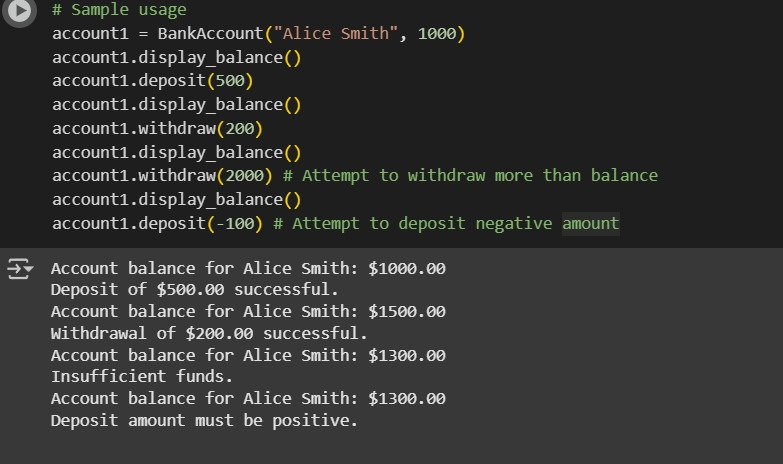 # Sample usage
account1 = BankAccount("Alice Smith", 1000)
account1.display_balance()
account1.deposit(500)
account1.display_balance()
account1.withdraw(200)
account1.display_balance()
account1.withdraw(2000) # Attempt to withdraw more than balance
account1.display_balance()
account1.deposit(-100) # Attempt to deposit negative amount
Account balance for Alice Smith: $1000.00
Deposit of $500.00 successful.
Account balance for Alice Smith: $1500.00
Withdrawal of $200.00 successful.
Account balance for Alice Smith: $1300.00
Insufficient funds.
Account balance for Alice Smith: $1300.00
Deposit amount must be positive.